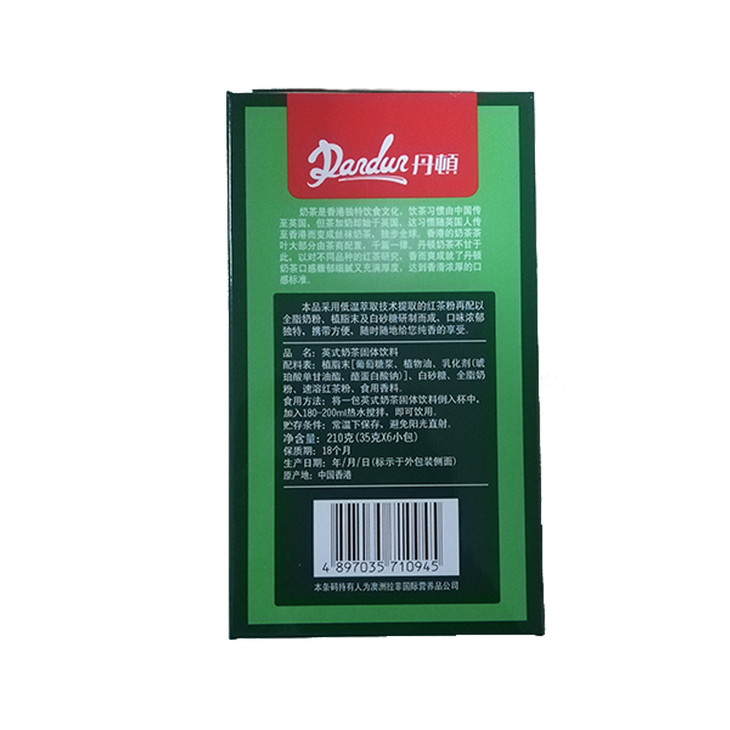 Dardun 丹頓
奶茶是香港独特饮食文化，饮茶习惯由中国传
至英国，但茶加奶却始于英国，这习惯随英国人传
至香港而变成丝袜奶茶，独步全球。香港的奶茶茶
叶大部分由茶商配置，千篇一律。丹顿奶茶不甘于
此，以对不同品种的红茶研究，香而爽成就了丹顿
奶茶口感馥郁细腻又充满厚度，达到香滑浓厚的口
感标准。
本品采用低温萃取技术提取的红茶粉再配以
全脂奶粉、植脂末及白砂糖研制而成，口味浓郁
独特，携带方便，随时随地给您纯香的享受。
品 名：英式奶茶固体饮料
配料表：植脂末[葡萄糖浆、植物油、乳化剂(琥
珀酸单甘油酯、酪蛋白酸钠)]、白砂糖、全脂奶
粉、速溶红茶粉、食用香料。
食用方法：将一包英式奶茶固体饮料倒入杯中，
加入180-200ml热水搅拌，即可饮用。
贮存条件：常温下保存，避免阳光直射。
净含量：210克(35克X6小包)
保质期：18个月
生产日期：年/月/日(标示于外包装侧面)
原产地：中国香港
4 897035 710945
本条码持有人为澳洲拉菲国际营养品公司